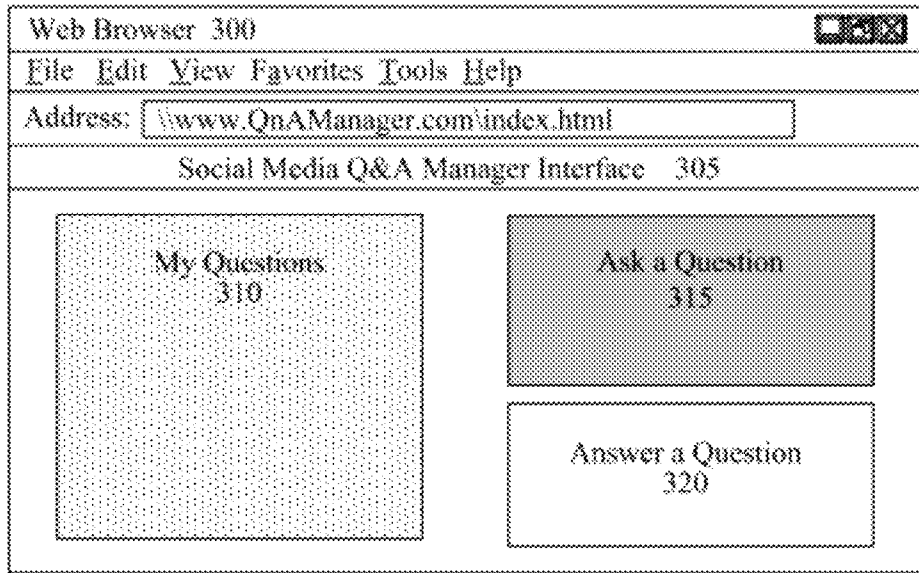 Web Browser 300
File Edit View Favorites Tools Help
Address: \\www.QnAManager.com\index.html
Social Media Q&A Manager Interface 305
My Questions
310
Ask a Question
315
Answer a Question
320